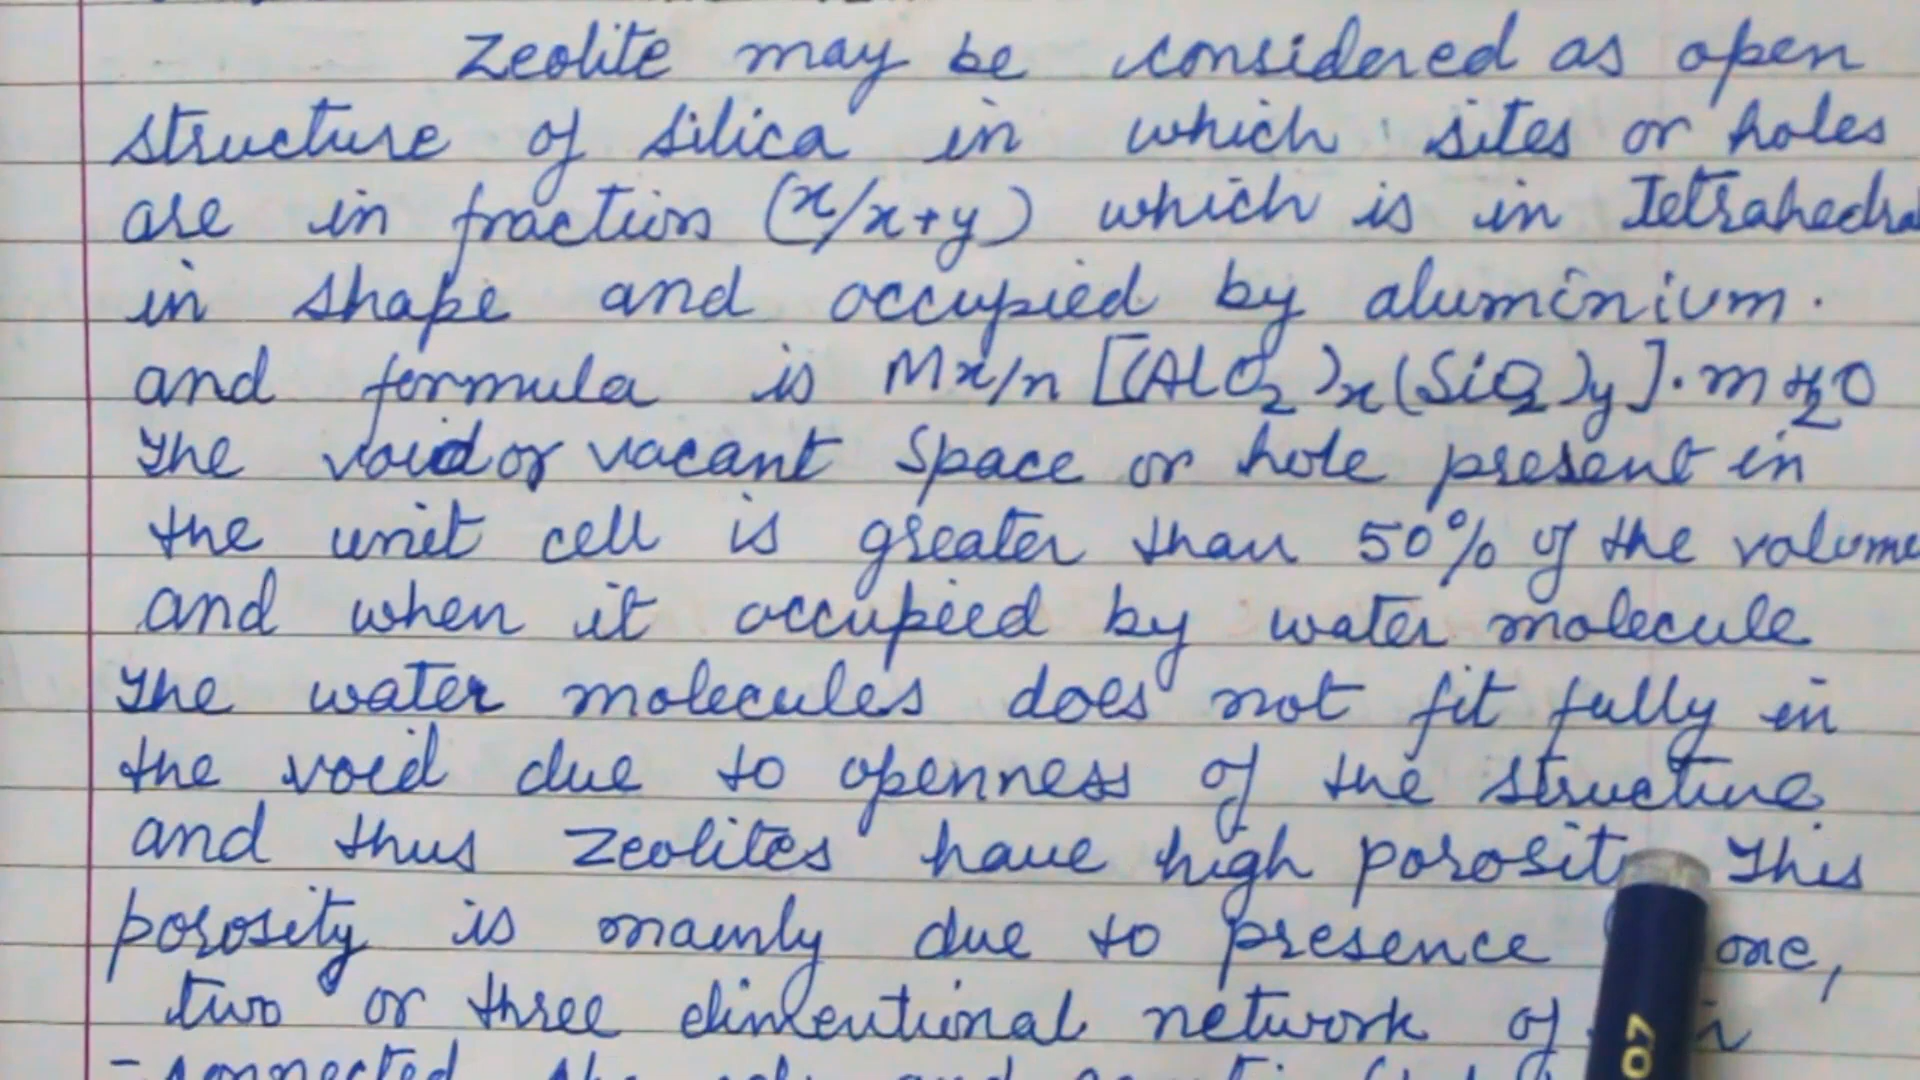 Zeolite may be considered as open
structure of silica in which sites or holes
are in fraction (x/x+y) which is in Tetrahedral
in shape and occupied by aluminium.
and formula is Mx/n [(AlO2)x(SiO2)y].mH2O
The void or vacant space or hole present in
the unit cell is greater than 50% of the volume
and when it occupied by water molecule
The water molecules does not fit fully in
the void due to openness of the structure
and thus zeolites have high porosit This
porosity is mainly due to presence one,
two or three dimentional network of
-connected
07